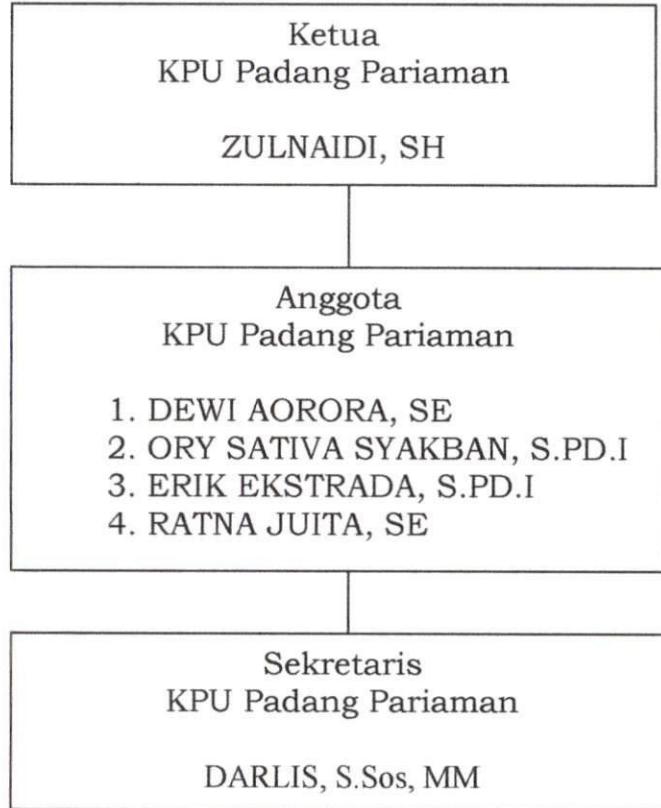 Ketua
KPU Padang Pariaman
ZULNAIDI, SH
Anggota
KPU Padang Pariaman
1. DEWI AORORA, SE
2. ORY SATIVA SYAKBAN, S.PD.I
3. ERIK EKSTRADA, S.PD.I
4. RATNA JUITA, SE
Sekretaris
KPU Padang Pariaman
DARLIS, S.Sos, MM